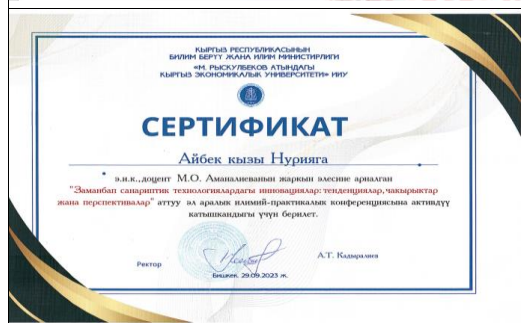 КЫРГЫЗ РЕСПУБЛИКАСЫНЫН
БИЛИМ БЕРҮҮ ЖАНА ИЛИМ МИНИСТИРЛИГИ
«М. РЫСКУЛБЕКОВ АТЫНДАГЫ
КЫРГЫЗ ЭКОНОМИКАЛЫК УНИВЕРСИТЕТИ» ИИУ
СЕРТИФИКАТ
Айбек кызы Нурияга
э.и.к.,доцент М.О. Аманалиеванын жаркын элесине арналган
"Заманбап санариптик технологиялардагы инновациялар: тенденциялар, чакырыктар
жана перспективалар" аттуу эл аралык илимий-практикалык конференциясына активдүү
катышкандыгы үчүн берилет.
Ректор
А.Т. Кадыралиев
Бишкек. 29.09.2023 ж.